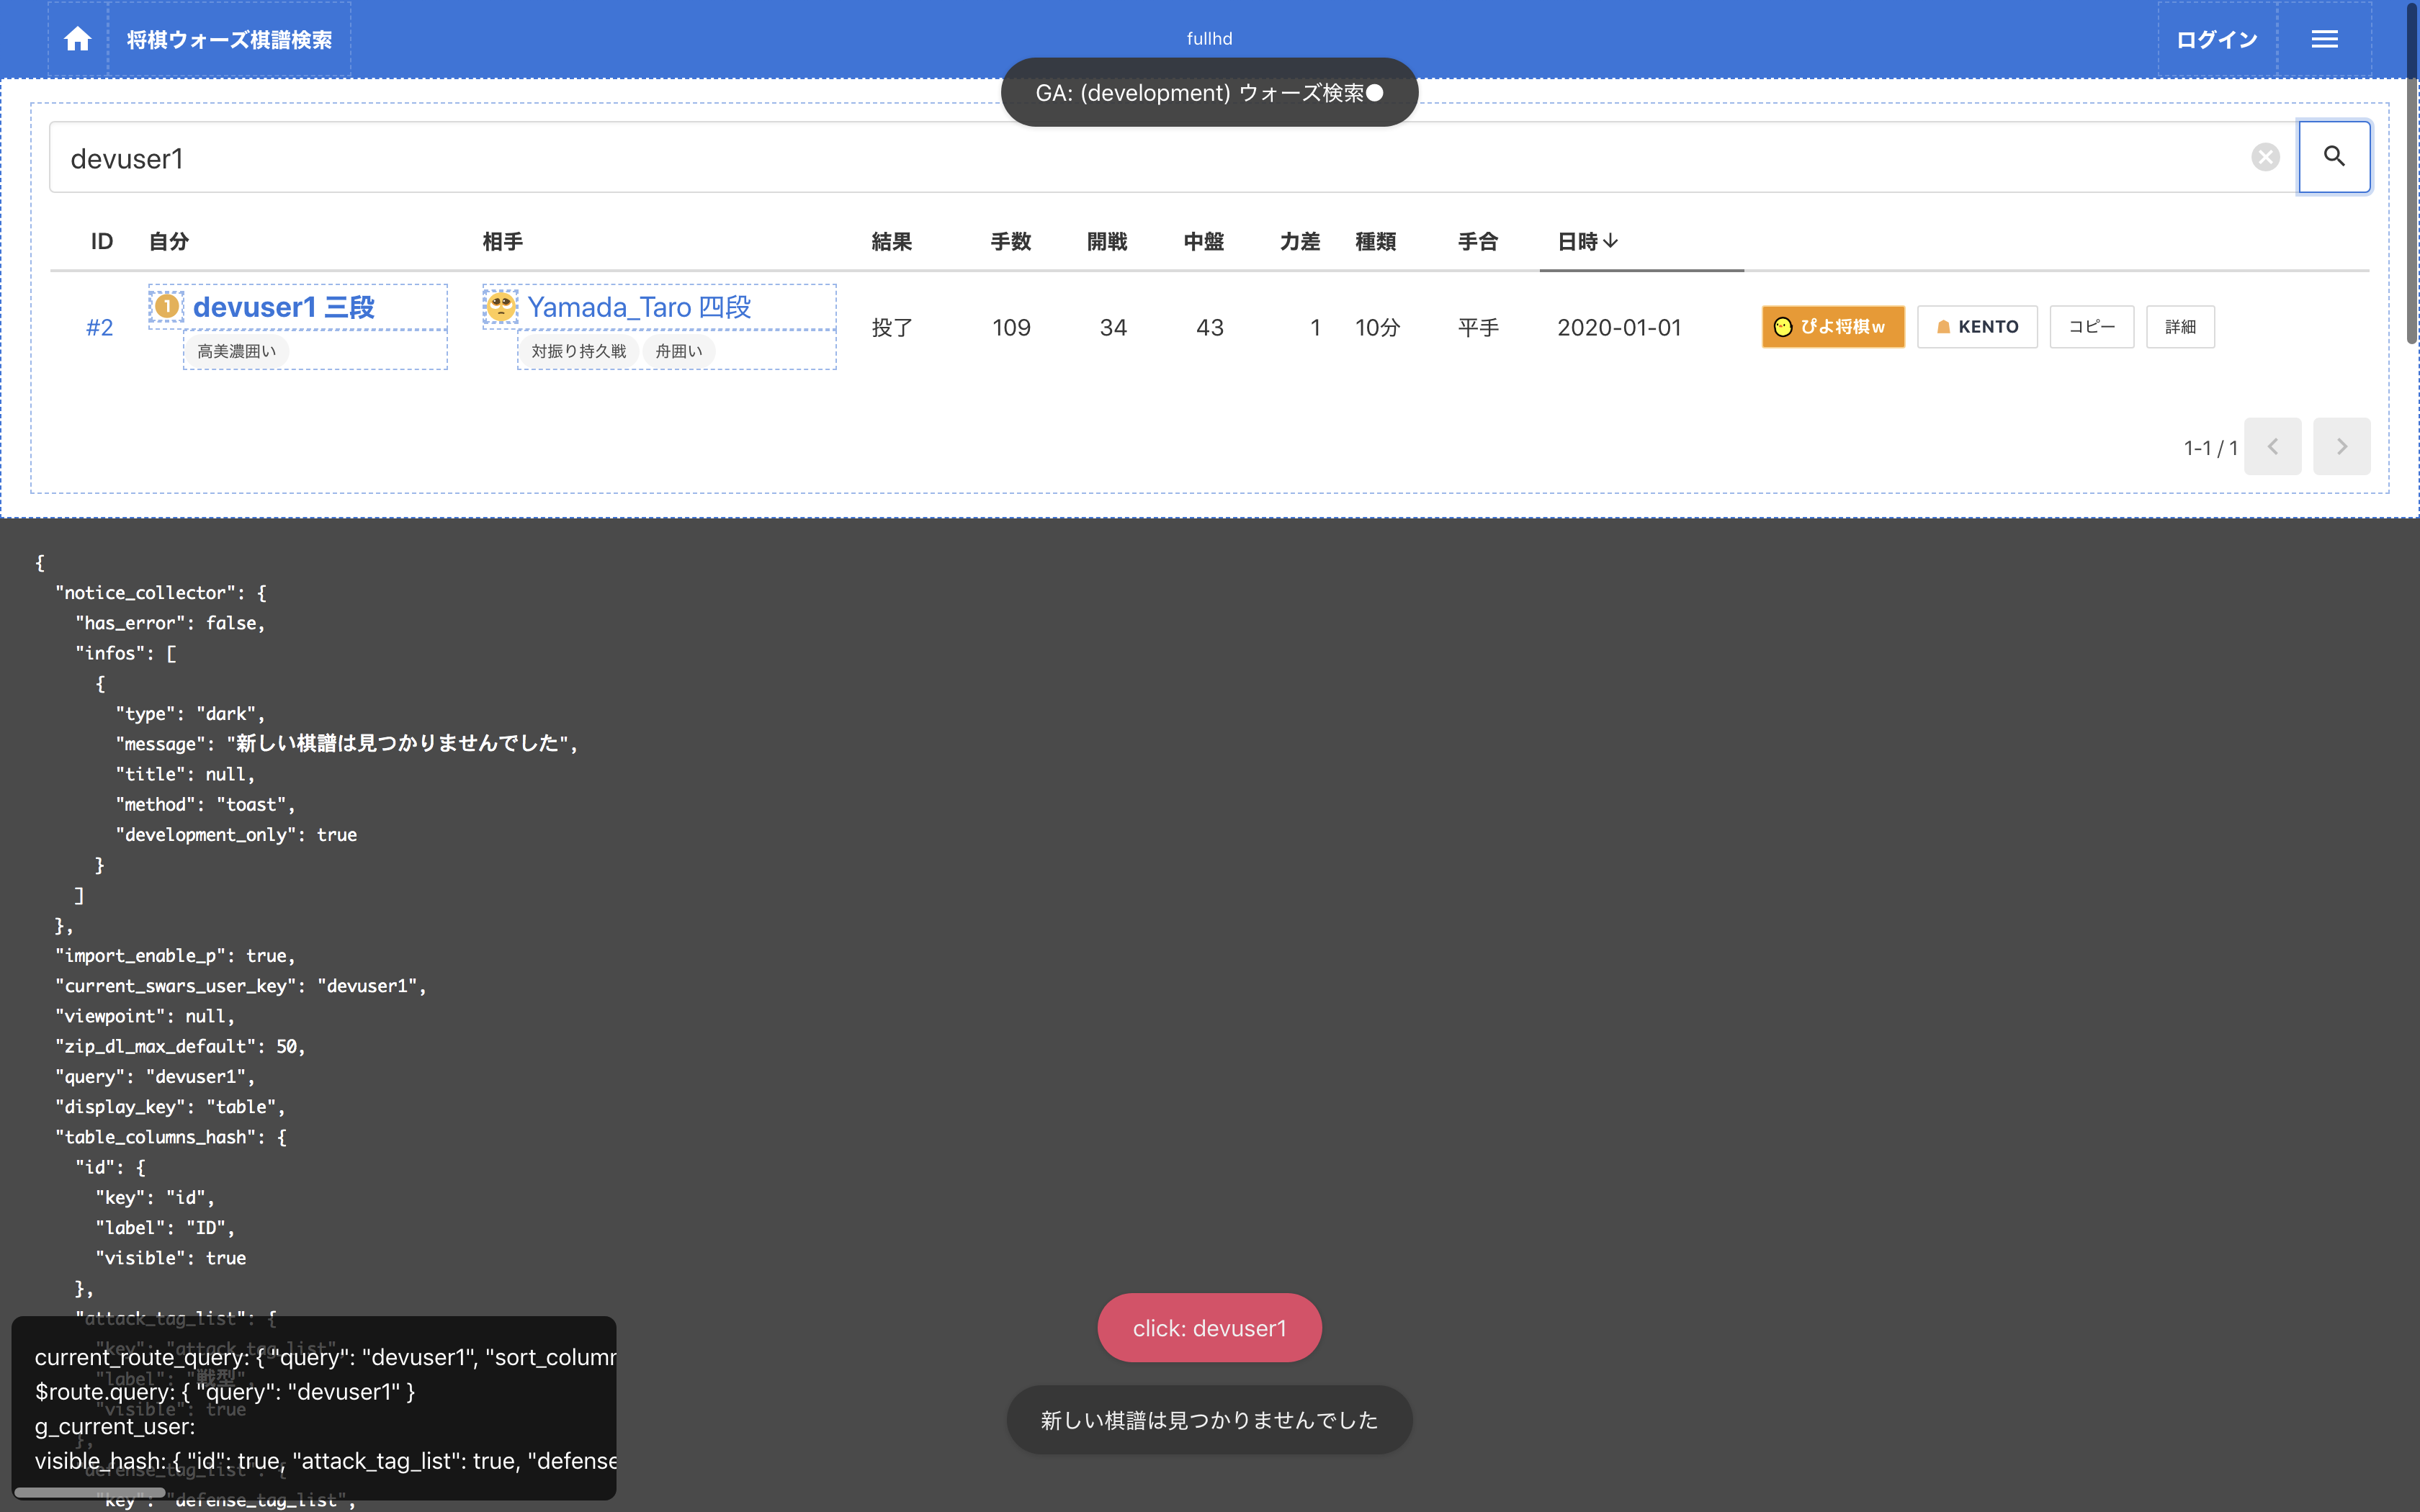 将棋ウォーズ棋譜検索
fullhd
ログイン
GA: (development) ウォーズ検索●
devuser1
ID 自分 相手 結果 手数 開戦 中盤 力差 種類 手合 日時
#2 1 devuser1 三段 Yamada_Taro 四段 投了 109 34 43 1 10分 平手 2020-01-01 ぴよ将棋w KENTO コピー 詳細
高美濃囲い 対振り持久戦 舟囲い
1-1 / 1
{
"notice_collector": {
"has_error": false,
"infos": [
{
"type": "dark",
"message": "新しい棋譜は見つかりませんでした",
"title": null,
"method": "toast",
"development_only": true
}
]
},
"import_enable_p": true,
"current_swars_user_key": "devuser1",
"viewpoint": null,
"zip_dl_max_default": 50,
"query": "devuser1",
"display_key": "table",
"table_columns_hash": {
"id": {
"key": "id",
"label": "ID",
"visible": true
},
"attack_tag_list": {
"key": "attack_tag_list",
"label": "戦型",
"visible": true
},
"defense_tag_list": {
"key": "defense_tag_list",
current_route_query: { "query": "devuser1", "sort_column
$route.query: { "query": "devuser1" }
g_current_user:
visible_hash: { "id": true, "attack_tag_list": true, "defense
click: devuser1
新しい棋譜は見つかりませんでした